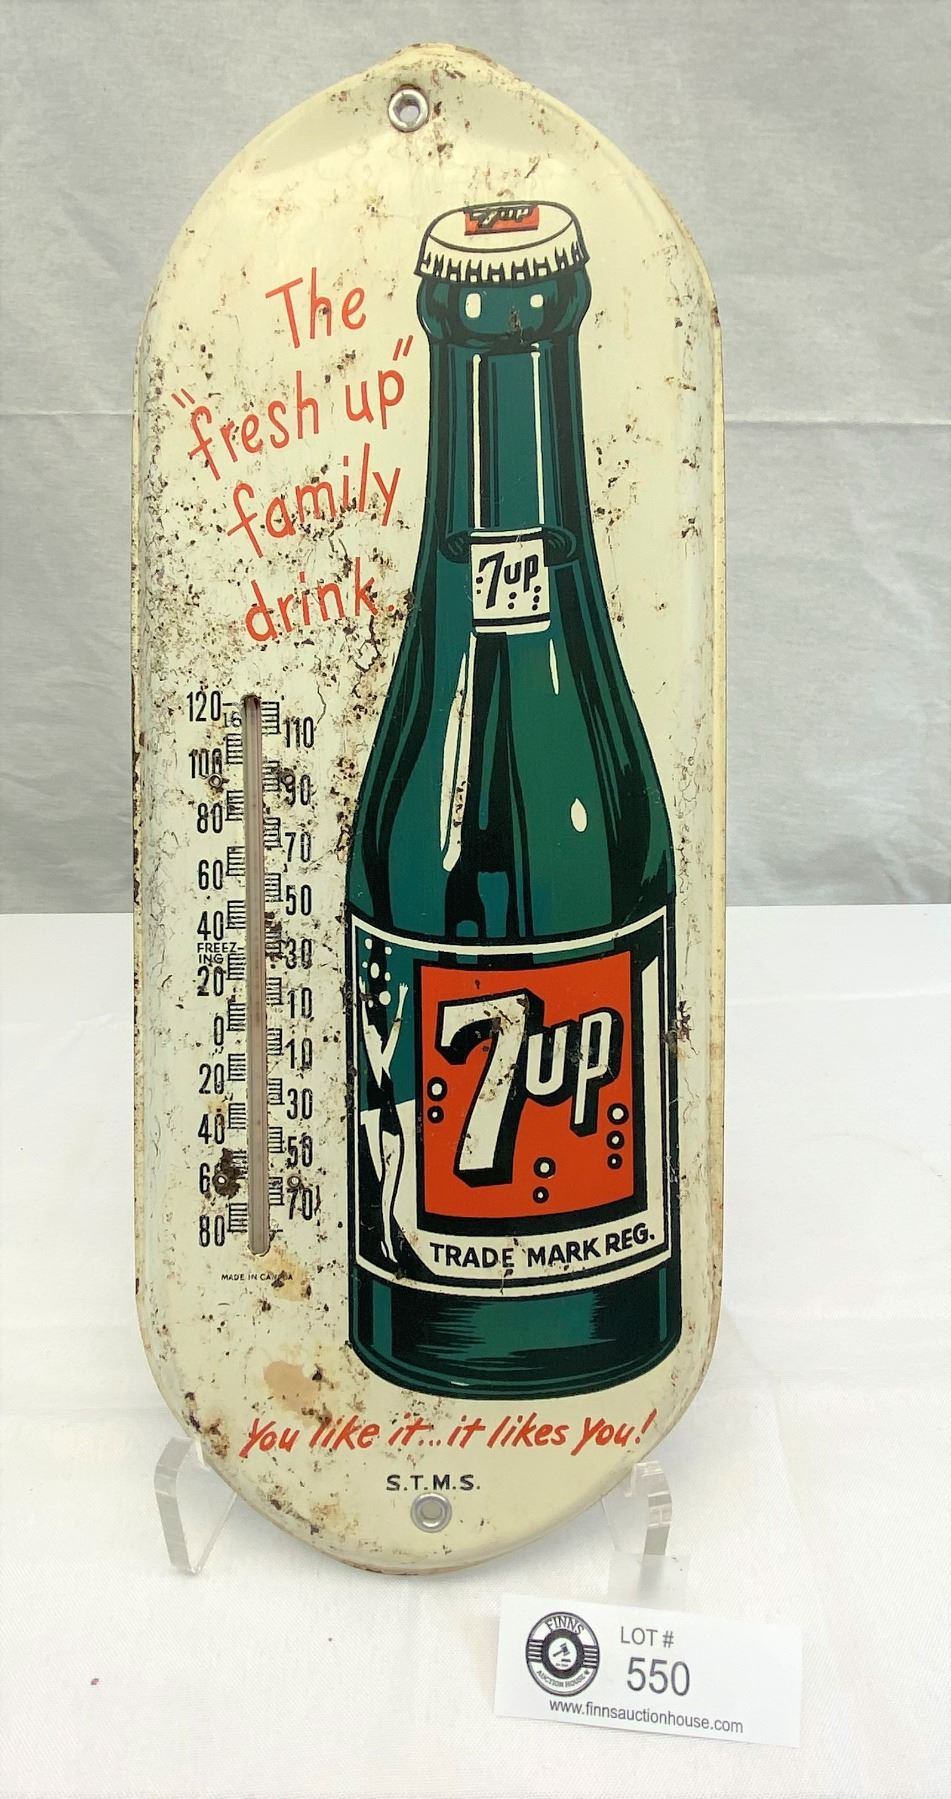 7up
The
"fresh up"
family
drink.
7up
120
110
100
90
80
70
60
50
40
FREEZ-
ING
30
20
10
0
10
20
30
40
50
70
80
7up
TRADE MARK REG.
MADE IN CANADA
You like it...it likes you!
S.T.M.S.
FINNS
AUCTION HOUSE
LOT #
550
www.finnsauctionhouse.com